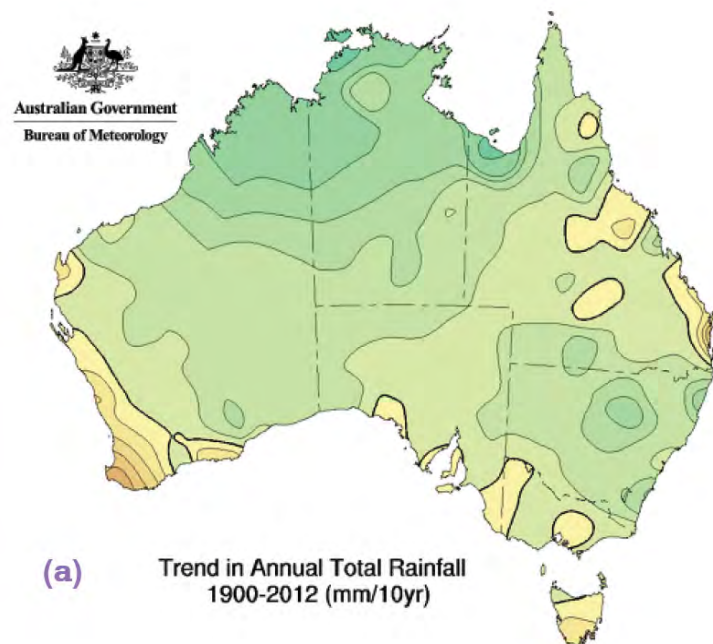 Australian Government
Bureau of Meteorology
(a)
Trend in Annual Total Rainfall
1900-2012 (mm/10yr)